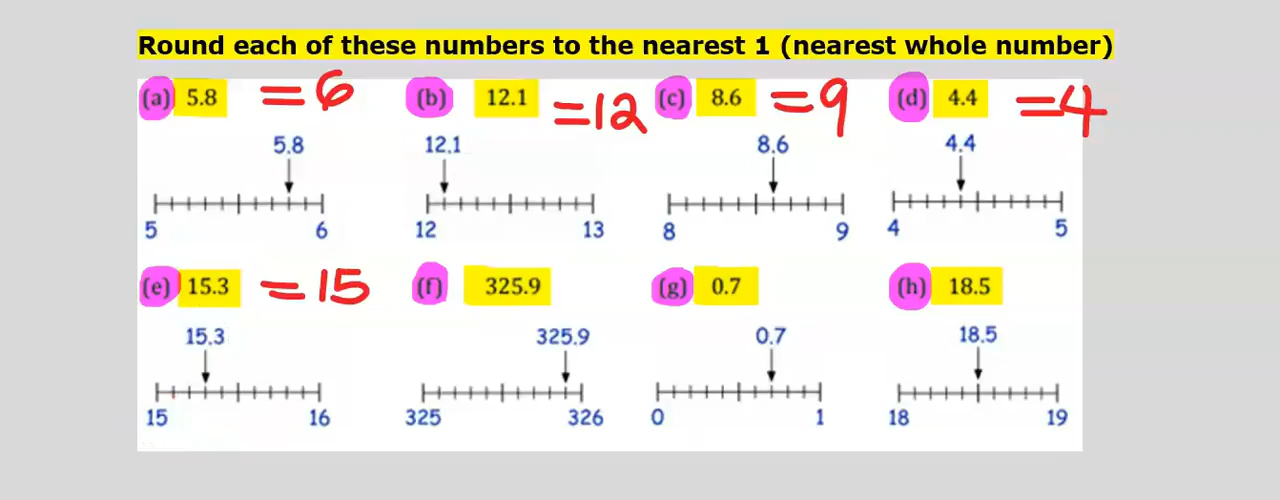 Round each of these numbers to the nearest 1 (nearest whole number)
(a) 5.8 =6 (b) 12.1 =12 (c) 8.6 =9 (d) 4.4 =4
5.8 12.1 8.6 4.4
5 6 12 13 8 9 4 5
(e) 15.3 =15 (f) 325.9 (g) 0.7 (h) 18.5
15.3 325.9 0.7 18.5
15 16 325 326 0 1 18 19